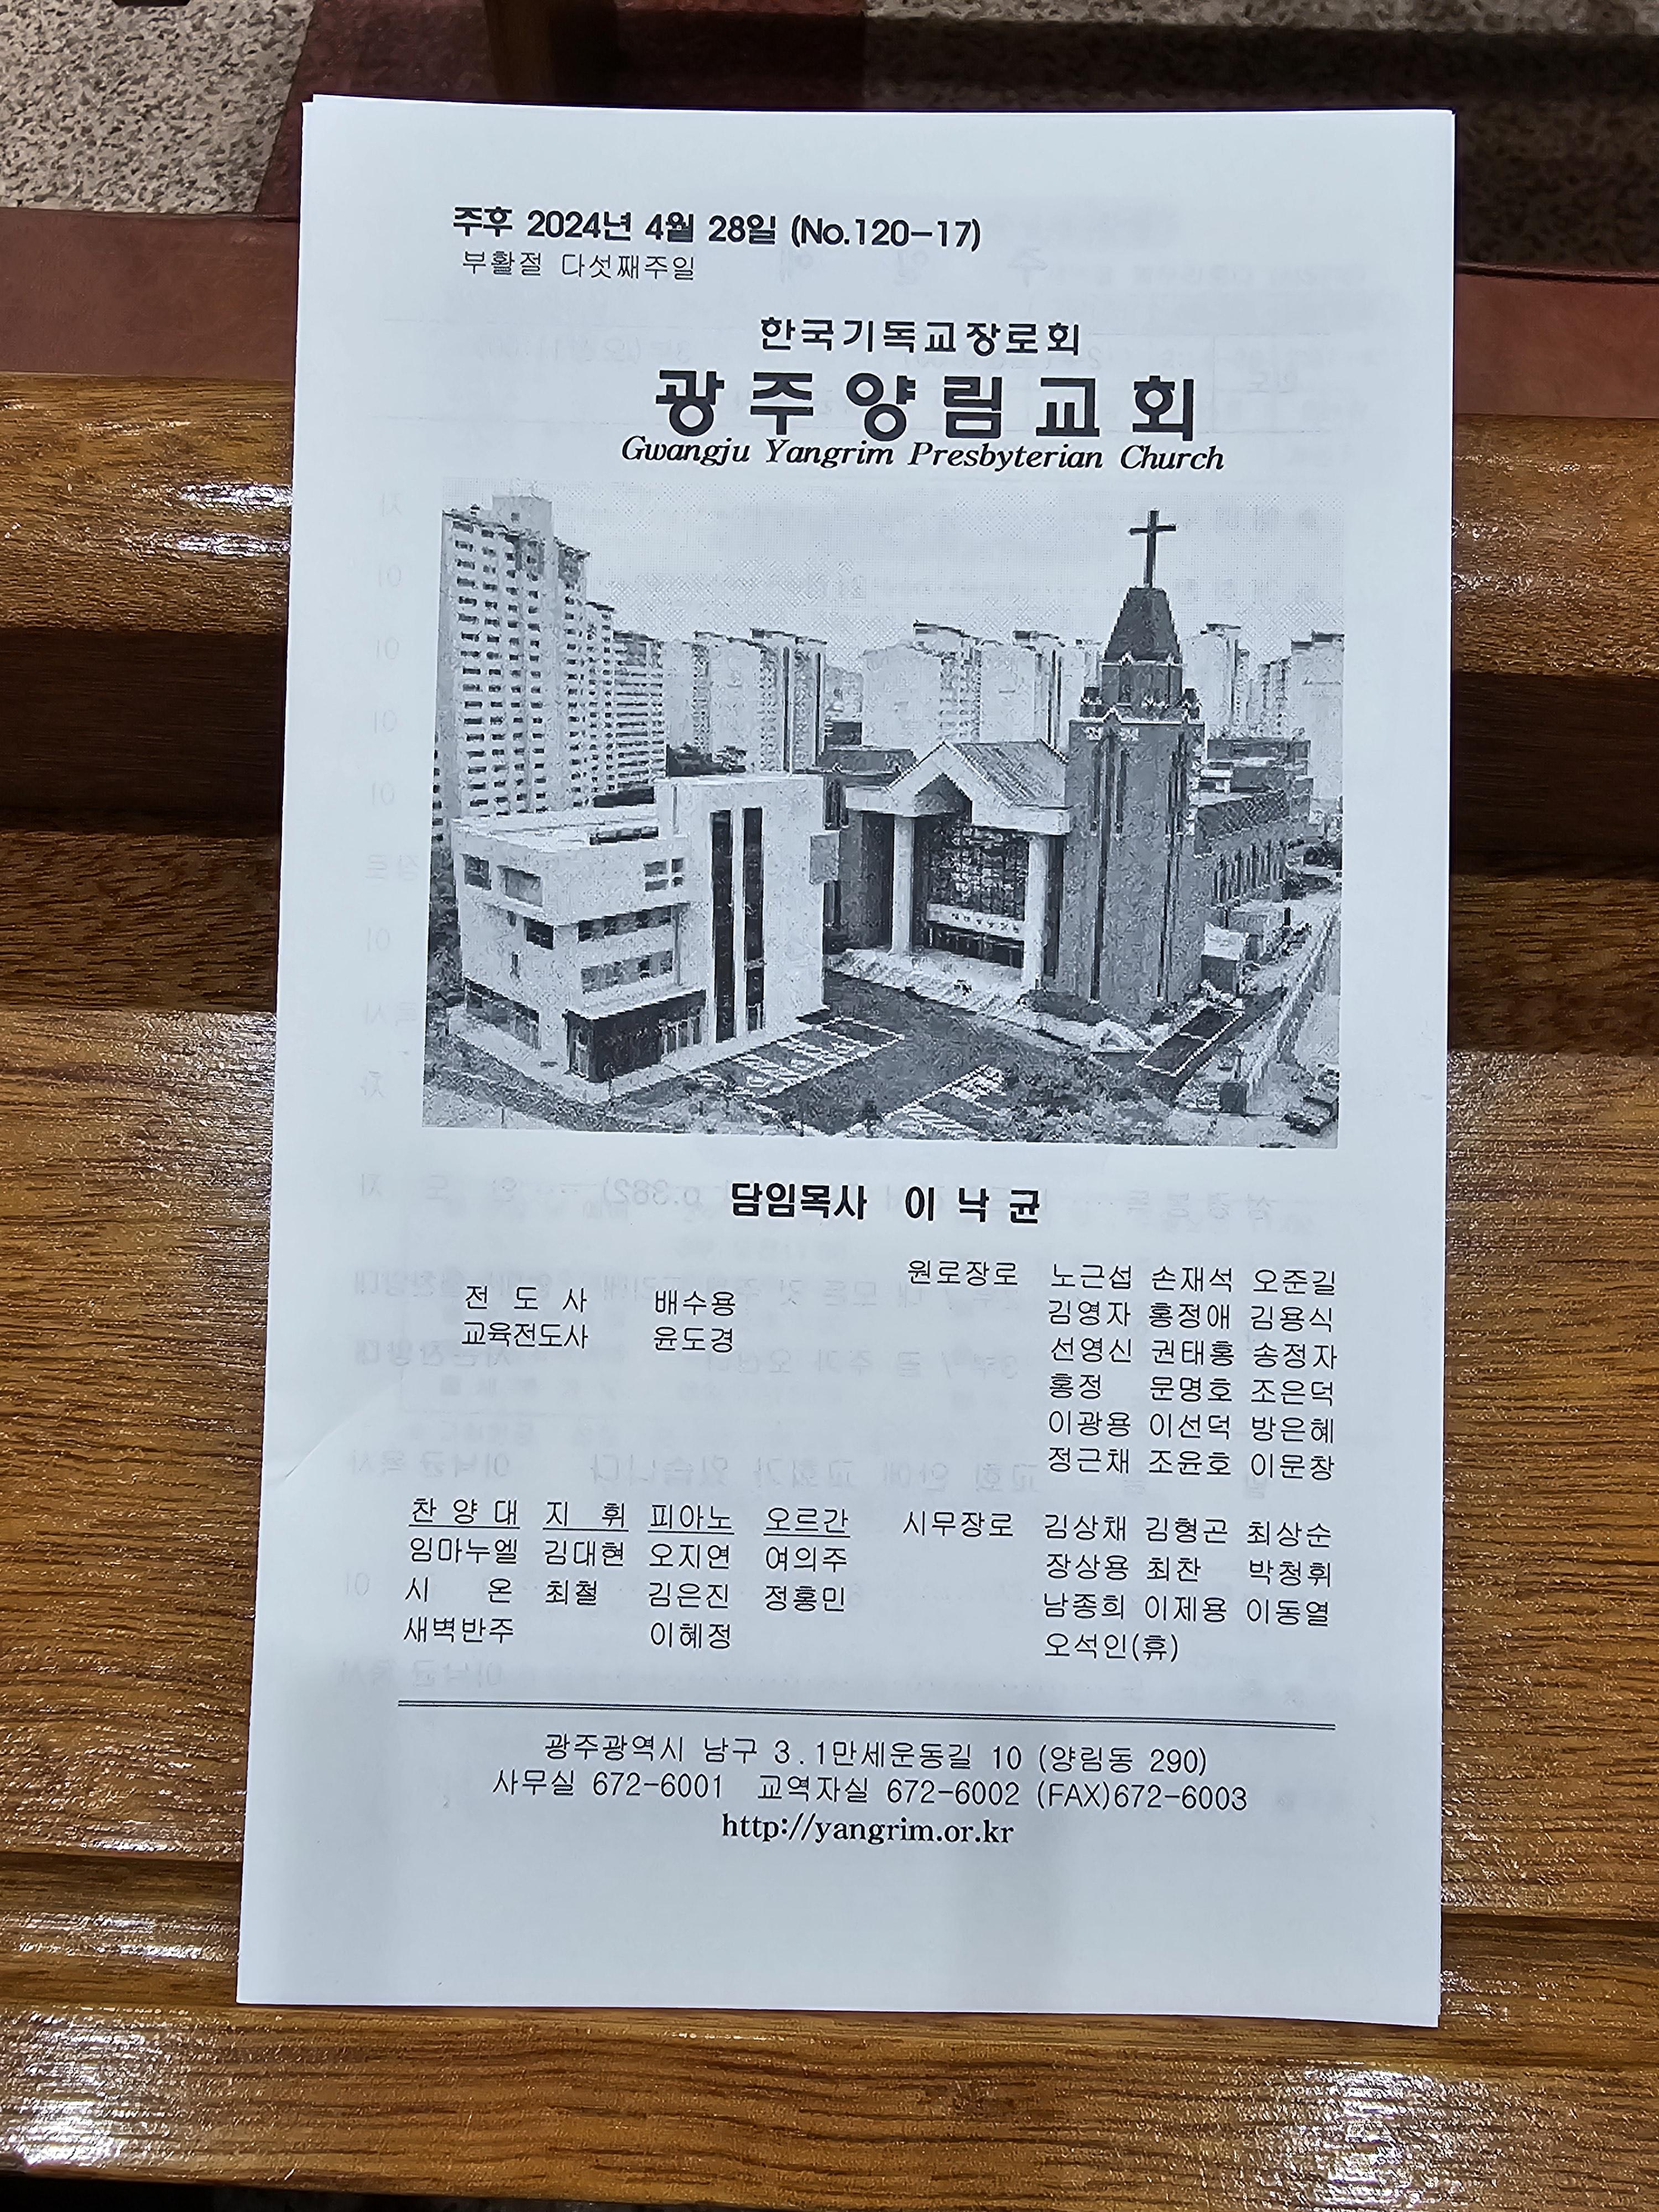 주후 2024년 4월 28일 (No.120-17)
부활절 다섯째주일
한국기독교장로회
광주양림교회
Gwangju Yangrim Presbyterian Church
담임목사 이 낙 균
전 도 사 배수용
교육전도사 윤도경
원로장로 노근섭 손재석 오준길
김영자 홍정애 김용식
선영신 권태홍 송정자
홍정 문명호 조은덕
이광용 이선덕 방은혜
정근채 조윤호 이문창
찬 양 대 지 휘 피아노 오르간
임마누엘 김대현 오지연 여의주
시 온 최철 김은진 정홍민
새벽반주 이혜정
시무장로 김상채 김형곤 최상순
장상용 최찬 박청휘
남종희 이제용 이동열
오석인(휴)
광주광역시 남구 3.1만세운동길 10 (양림동 290)
사무실 672-6001 교역자실 672-6002 (FAX)672-6003
http://yangrim.or.kr